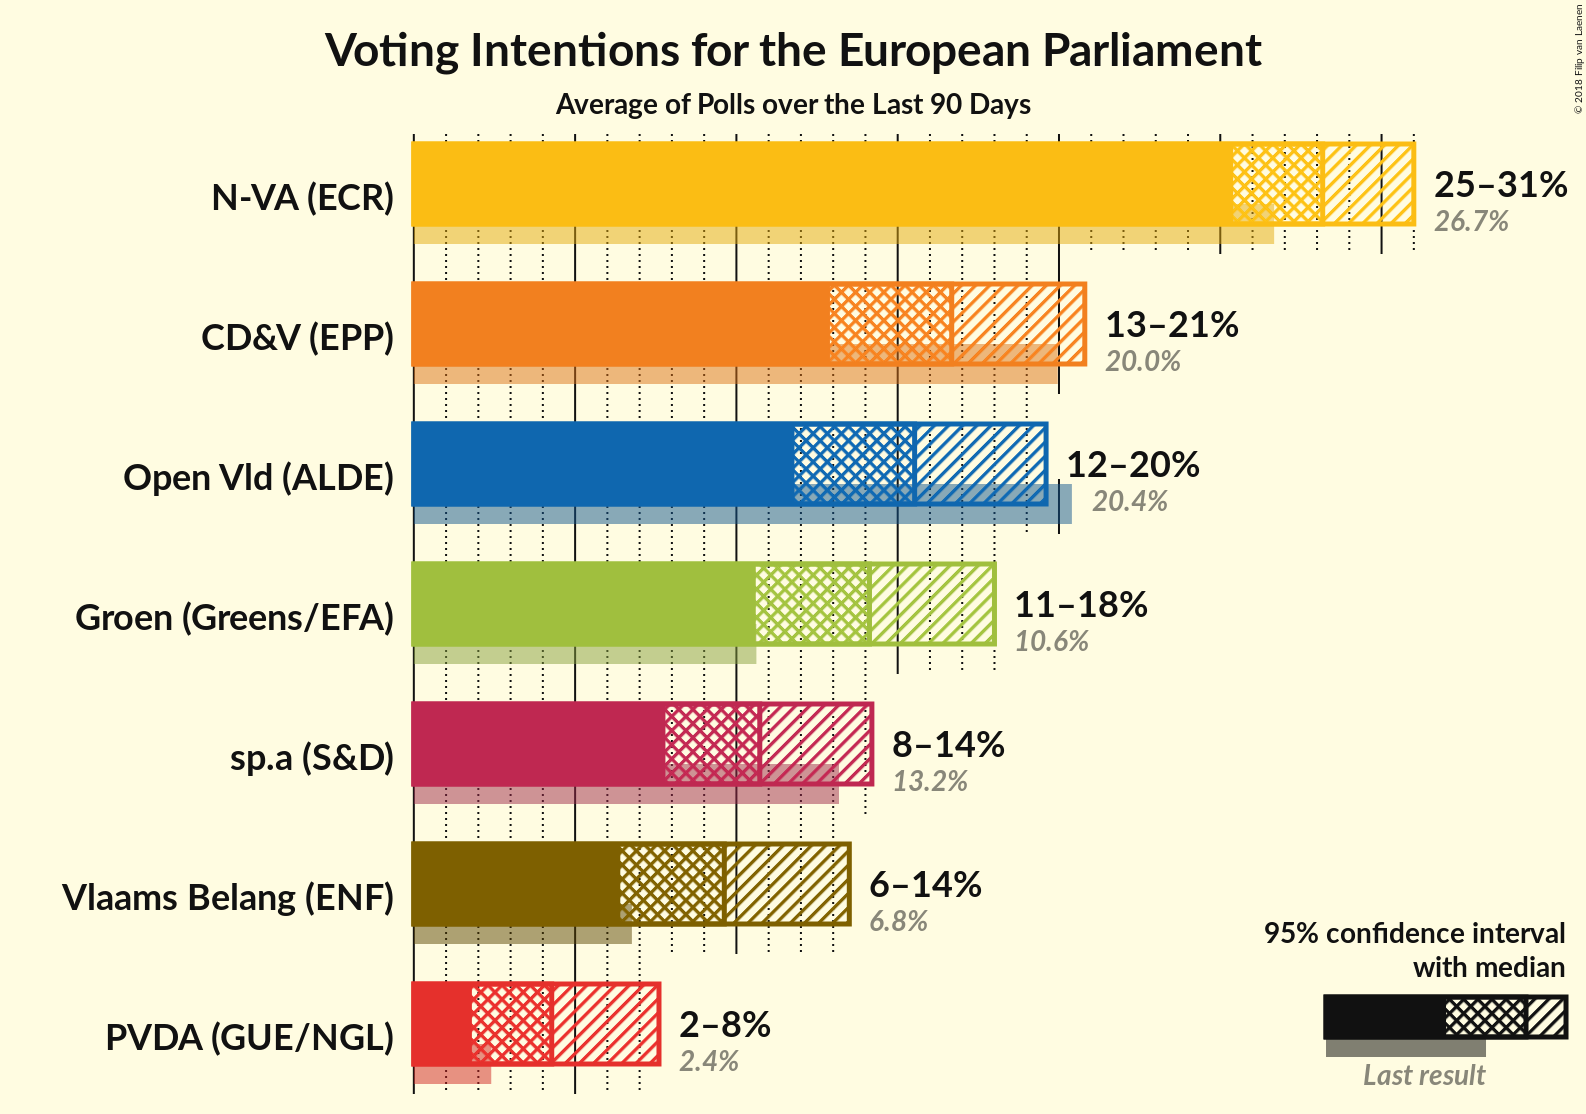 Voting Intentions for the European Parliament
Average of Polls over the Last 90 Days
© 2018 Filip van Laenen
N-VA (ECR)
25–31%
26.7%
CD&V (EPP)
13–21%
20.0%
Open Vld (ALDE)
12–20%
20.4%
Groen (Greens/EFA)
11–18%
10.6%
sp.a (S&D)
8–14%
13.2%
Vlaams Belang (ENF)
6–14%
6.8%
PVDA (GUE/NGL)
2–8%
2.4%
95% confidence interval
with median
Last result